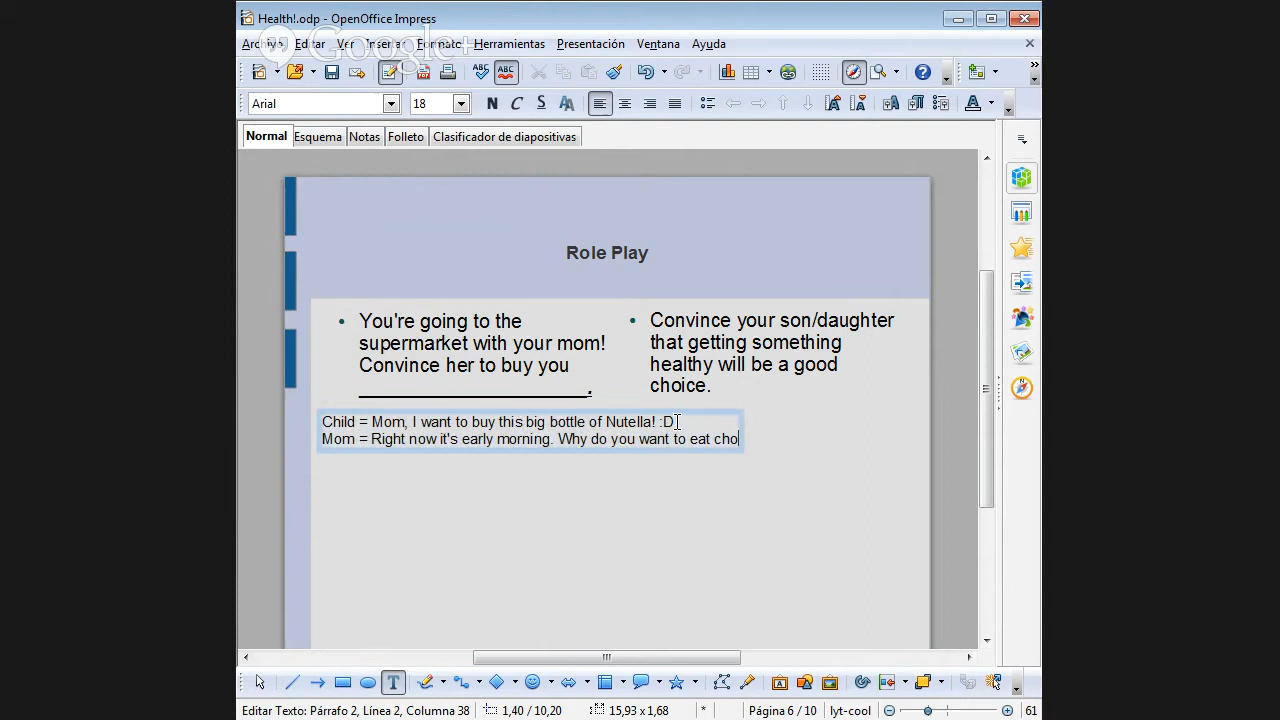 Health!.odp - OpenOffice Impress
Google+
Archivo Editar Ver Insertar Formato Herramientas Presentación Ventana Ayuda
Arial 18 N C S
Normal Esquema Notas Folleto Clasificador de diapositivas
Role Play
• You're going to the
supermarket with your mom!
Convince her to buy you
_____________________.
• Convince your son/daughter
that getting something
healthy will be a good
choice.
Child = Mom, I want to buy this big bottle of Nutella! :D
Mom = Right now it's early morning. Why do you want to eat cho
Editar Texto: Párrafo 2, Línea 2, Columna 38 1,40 / 10,20 15,93 x 1,68 * Página 6 / 10 lyt-cool 61